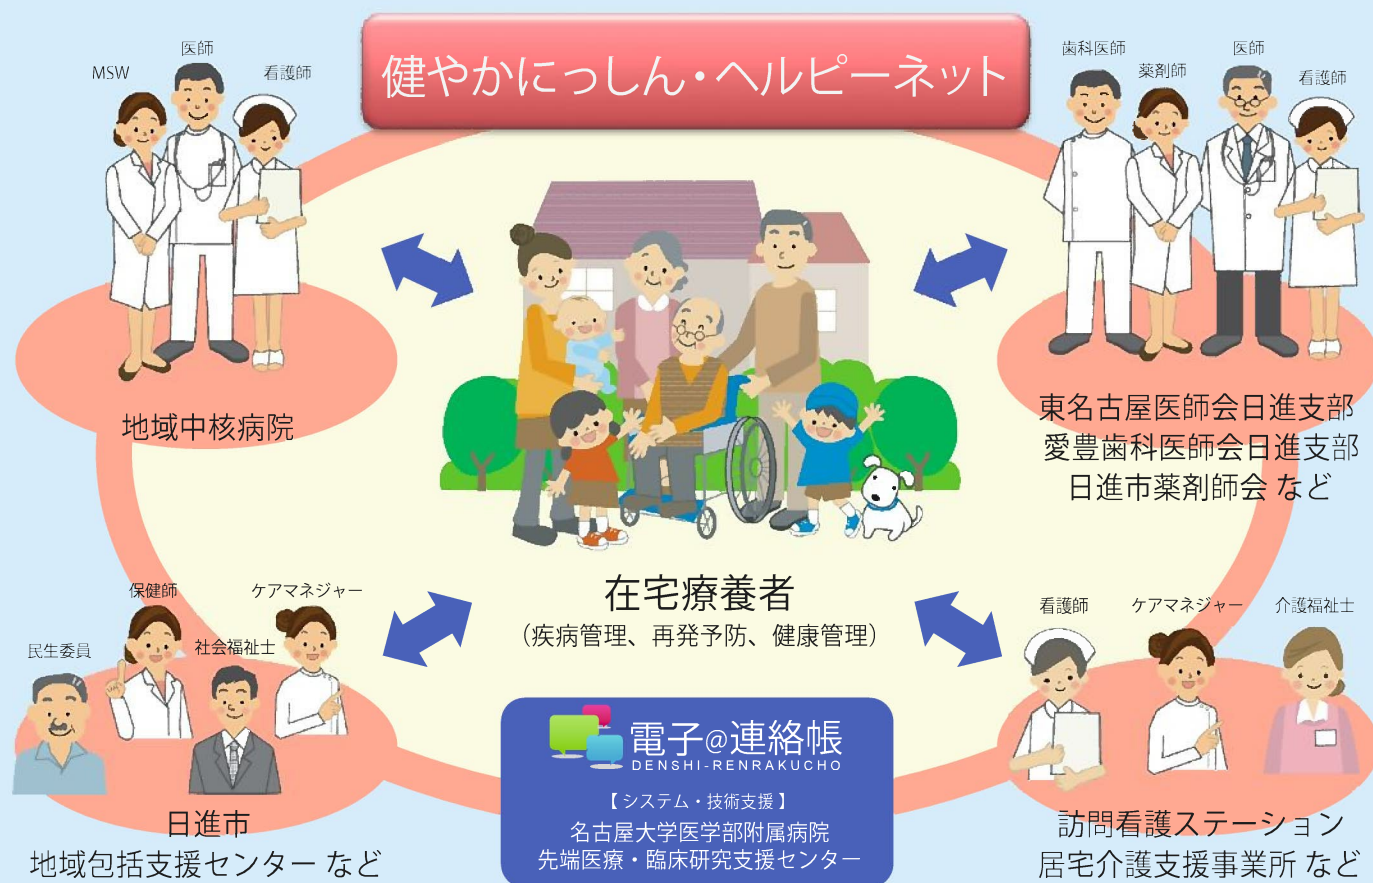 健やかにっしん・ヘルピーネット
MSW
医師
看護師
地域中核病院
歯科医師
薬剤師
医師
看護師
東名古屋医師会日進支部
愛豊歯科医師会日進支部
日進市薬剤師会 など
在宅療養者
（疾病管理、再発予防、健康管理）
民生委員
保健師
社会福祉士
ケアマネジャー
日進市
地域包括支援センター など
看護師
ケアマネジャー
介護福祉士
訪問看護ステーション
居宅介護支援事業所 など
電子@連絡帳
DENSHI-RENRAKUCHO
【 システム・技術支援 】
名古屋大学医学部附属病院
先端医療・臨床研究支援センター